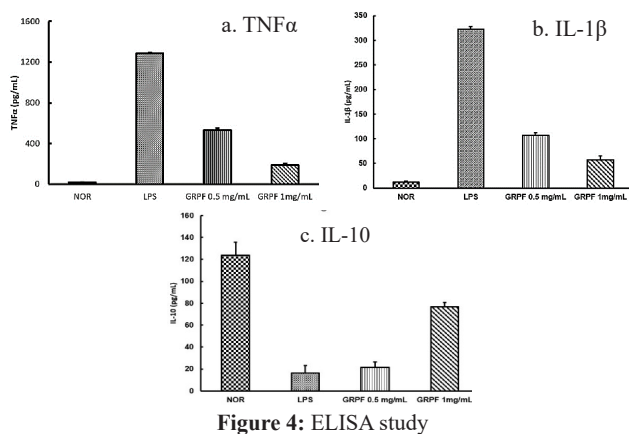 a. TNFα
TNFα (pg/mL)
1600
1200
800
400
0
NOR LPS GRPF 0.5 mg/mL GRPF 1mg/mL
b. IL-1β
IL-1β (pg/mL)
350
300
250
200
150
100
50
0
NOR LPS GRPF 0.5 mg/mL GRPF 1mg/mL
c. IL-10
IL-10 (pg/mL)
160
140
120
100
80
60
40
20
0
NOR LPS GRPF 0.5 mg/mL GRPF 1mg/mL
Figure 4: ELISA study